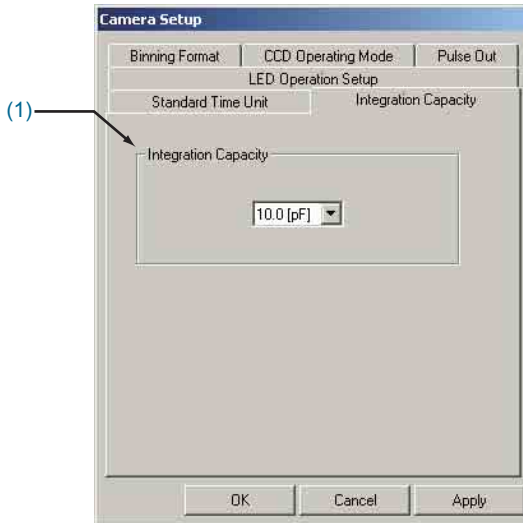 Camera Setup
Binning Format CCD Operating Mode Pulse Out
LED Operation Setup
Standard Time Unit Integration Capacity
(1)
Integration Capacity
10.0 [pF]
OK Cancel Apply